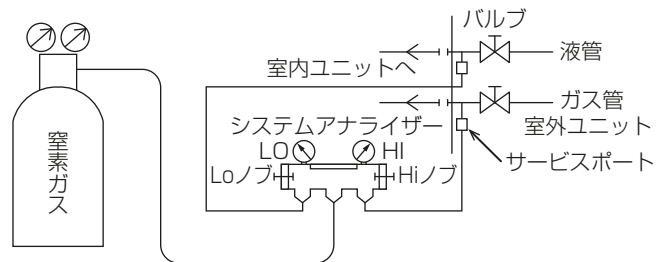 バルブ
液管
室内ユニットへ
ガス管
室外ユニット
システムアナライザー
サービスポート
LO
HI
Loノブ
Hiノブ
窒素ガス